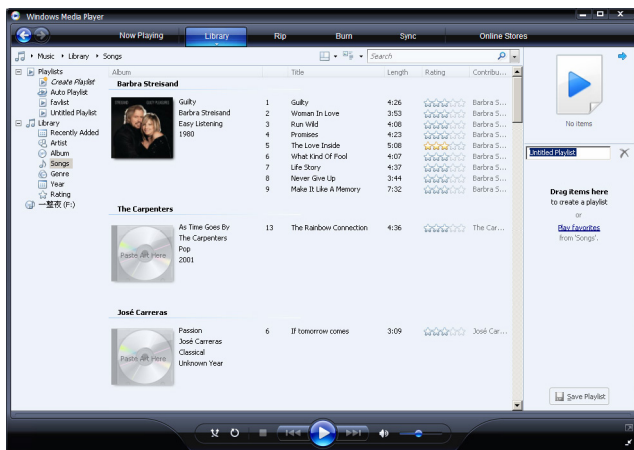 Windows Media Player
Now Playing
Library
Rip
Burn
Sync
Online Stores
Music
Library
Songs
Search
Playlists
Create Playlist
Auto Playlist
favlist
Untitled Playlist
Library
Recently Added
Artist
Album
Songs
Genre
Year
Rating
一整夜 (F:)
Album
Title
Length
Rating
Contribu...
Barbra Streisand
Guilty
Barbra Streisand
Easy Listening
1980
1 Guilty 4:26 Barbra S...
2 Woman In Love 3:53 Barbra S...
3 Run Wild 4:08 Barbra S...
4 Promises 4:23 Barbra S...
5 The Love Inside 5:08 Barbra S...
6 What Kind Of Fool 4:07 Barbra S...
7 Life Story 4:37 Barbra S...
8 Never Give Up 3:44 Barbra S...
9 Make It Like A Memory 7:32 Barbra S...
The Carpenters
Paste Art Here
As Time Goes By
The Carpenters
Pop
2001
13 The Rainbow Connection 4:36 The Car...
José Carreras
Paste Art Here
Passion
José Carreras
Classical
Unknown Year
6 If tomorrow comes 3:09 José Car...
No items
Untitled Playlist
Drag items here
to create a playlist
or
Play favorites
from 'Songs'.
Save Playlist